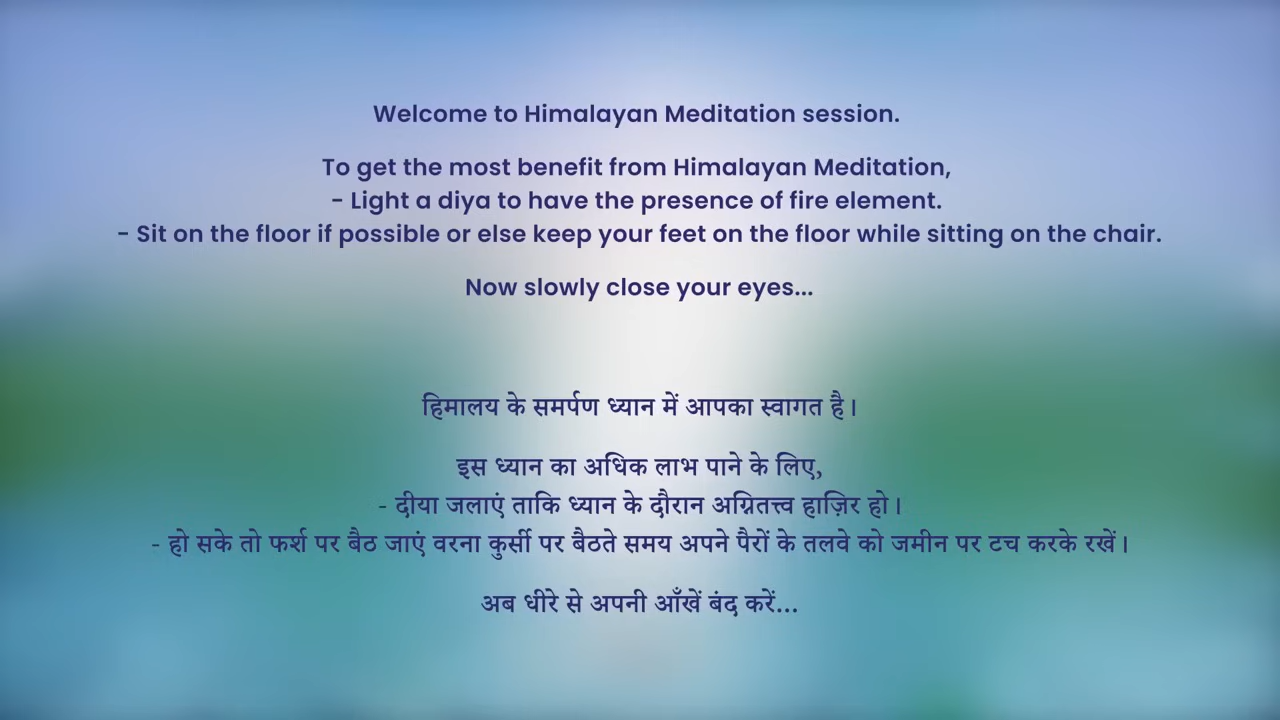 Welcome to Himalayan Meditation session.
To get the most benefit from Himalayan Meditation,
- Light a diya to have the presence of fire element.
- Sit on the floor if possible or else keep your feet on the floor while sitting on the chair.
Now slowly close your eyes...
हिमालय के समर्पण ध्यान में आपका स्वागत है।
इस ध्यान का अधिक लाभ पाने के लिए,
- दीया जलाएं ताकि ध्यान के दौरान अग्नितत्त्व हाज़िर हो।
- हो सके तो फर्श पर बैठ जाएं वरना कुर्सी पर बैठते समय अपने पैरों के तलवे को जमीन पर टच करके रखें।
अब धीरे से अपनी आँखें बंद करें...